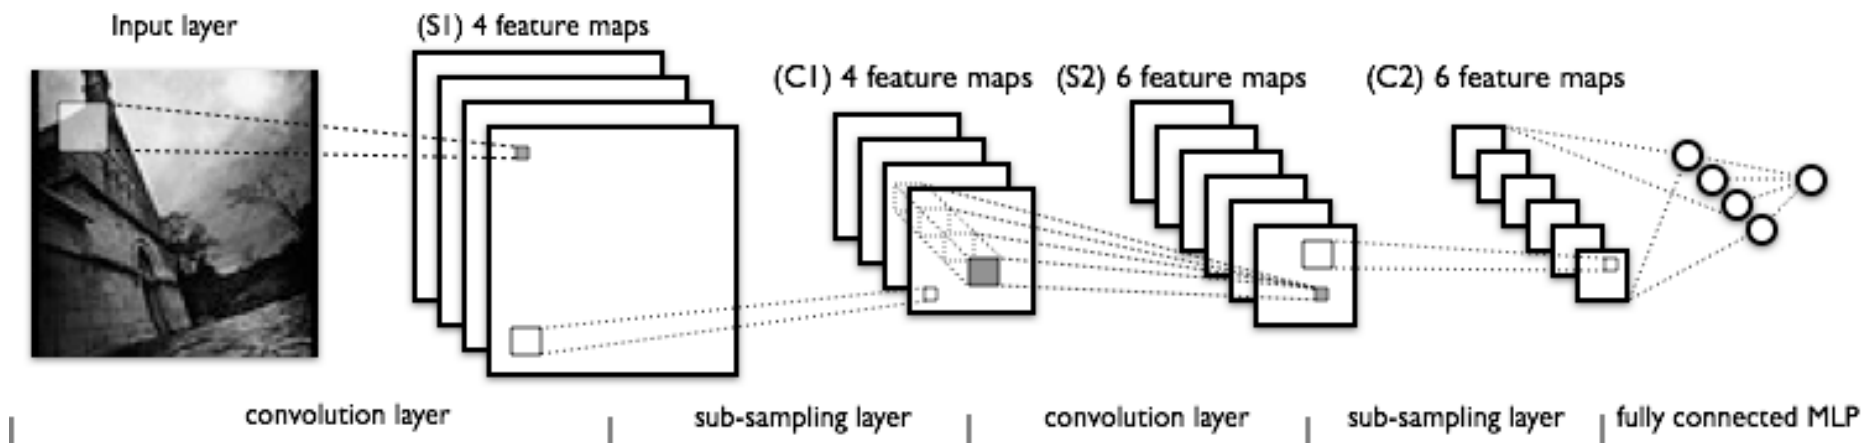 Input layer
(S1) 4 feature maps
(C1) 4 feature maps
(S2) 6 feature maps
(C2) 6 feature maps
convolution layer
sub-sampling layer
convolution layer
sub-sampling layer
fully connected MLP